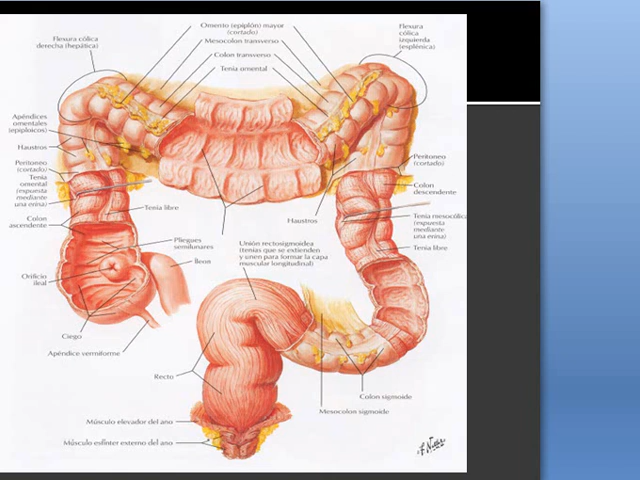 Omento (epiplón) mayor
(cortado)
Mesocolon transverso
Colon transverso
Tenia omental
Flexura cólica
derecha (hepática)
Flexura
cólica
izquierda
(esplénica)
Apéndices
omentales
(epiploicos)
Haustros
Peritoneo
(cortado)
Tenia
omental
(expuesta
mediante
una erina)
Colon
ascendente
Tenia libre
Pliegues
semilunares
Íleon
Orificio
ileal
Ciego
Apéndice vermiforme
Haustros
Unión rectosigmoidea
(tenias que se extienden
y unen para formar la capa
muscular longitudinal)
Peritoneo
(cortado)
Colon
descendente
Tenia mesocólica
(expuesta
mediante
una erina)
Tenia libre
Recto
Colon sigmoide
Mesocolon sigmoide
Músculo elevador del ano
Músculo esfínter externo del ano
F. Netter